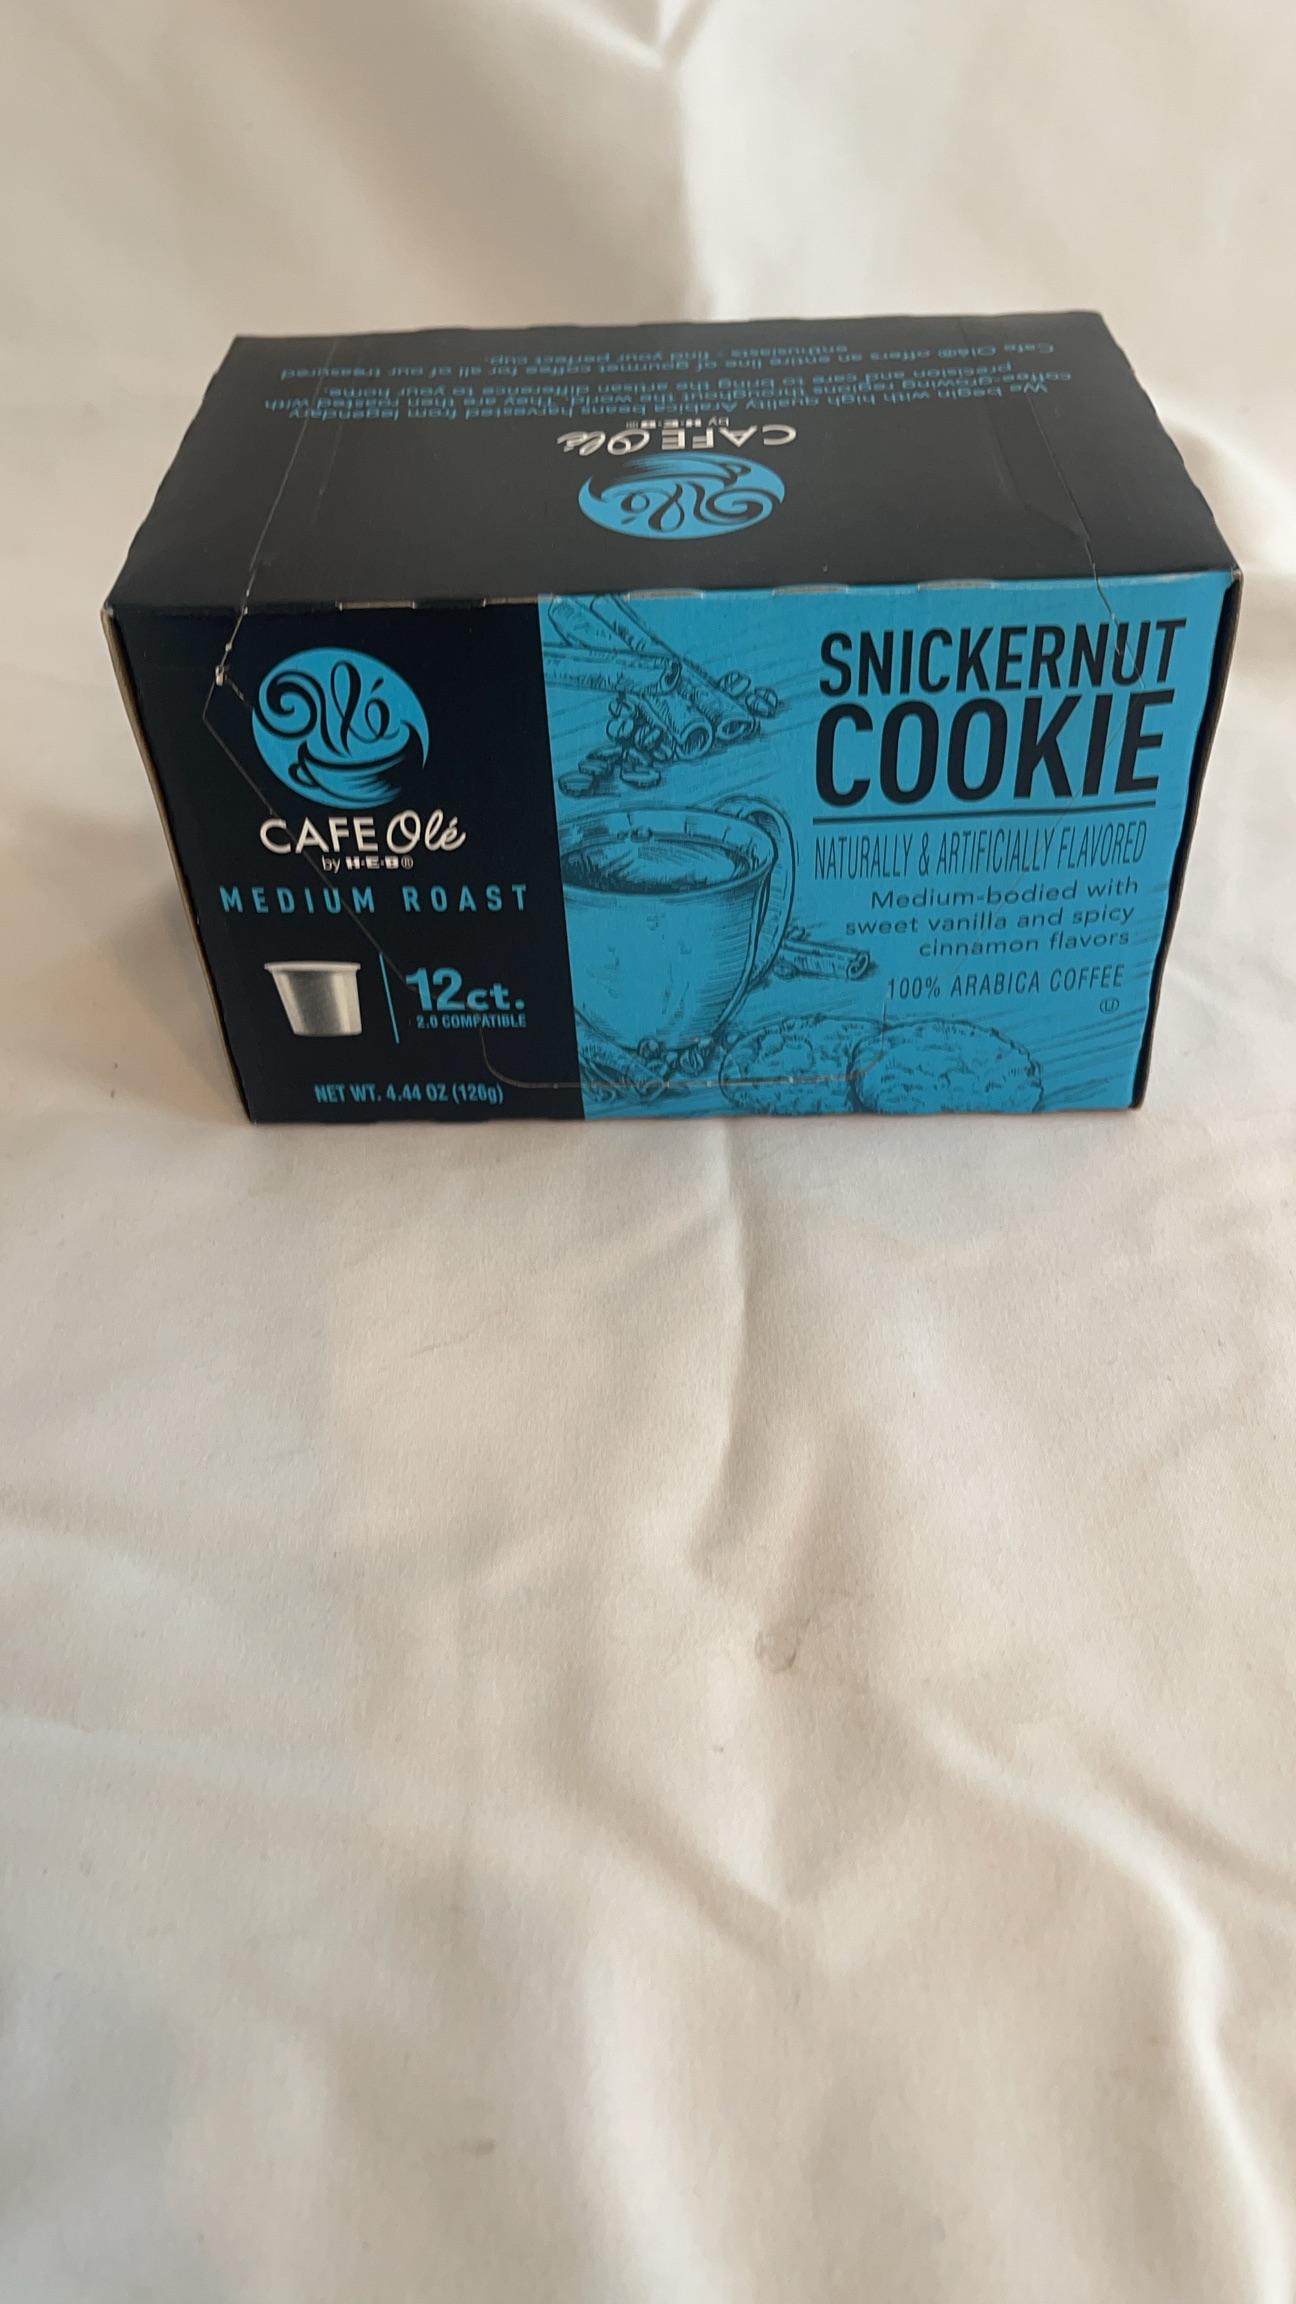 We begin with high quality Arabica beans harvested from legendary
coffee-growing regions throughout the world. They are then roasted with
precision and care to bring the artisan difference to your home.
Cafe Olé® offers an entire line of gourmet coffee for all of our treasured
enthusiasts - find your perfect cup.
CAFE Olé
by H-E-B®
Olé
Olé
CAFE Olé
by H-E-B®
MEDIUM ROAST
12ct.
2.0 COMPATIBLE
NET WT. 4.44 OZ (126g)
SNICKERNUT
COOKIE
NATURALLY & ARTIFICIALLY FLAVORED
Medium-bodied with
sweet vanilla and spicy
cinnamon flavors
100% ARABICA COFFEE
U